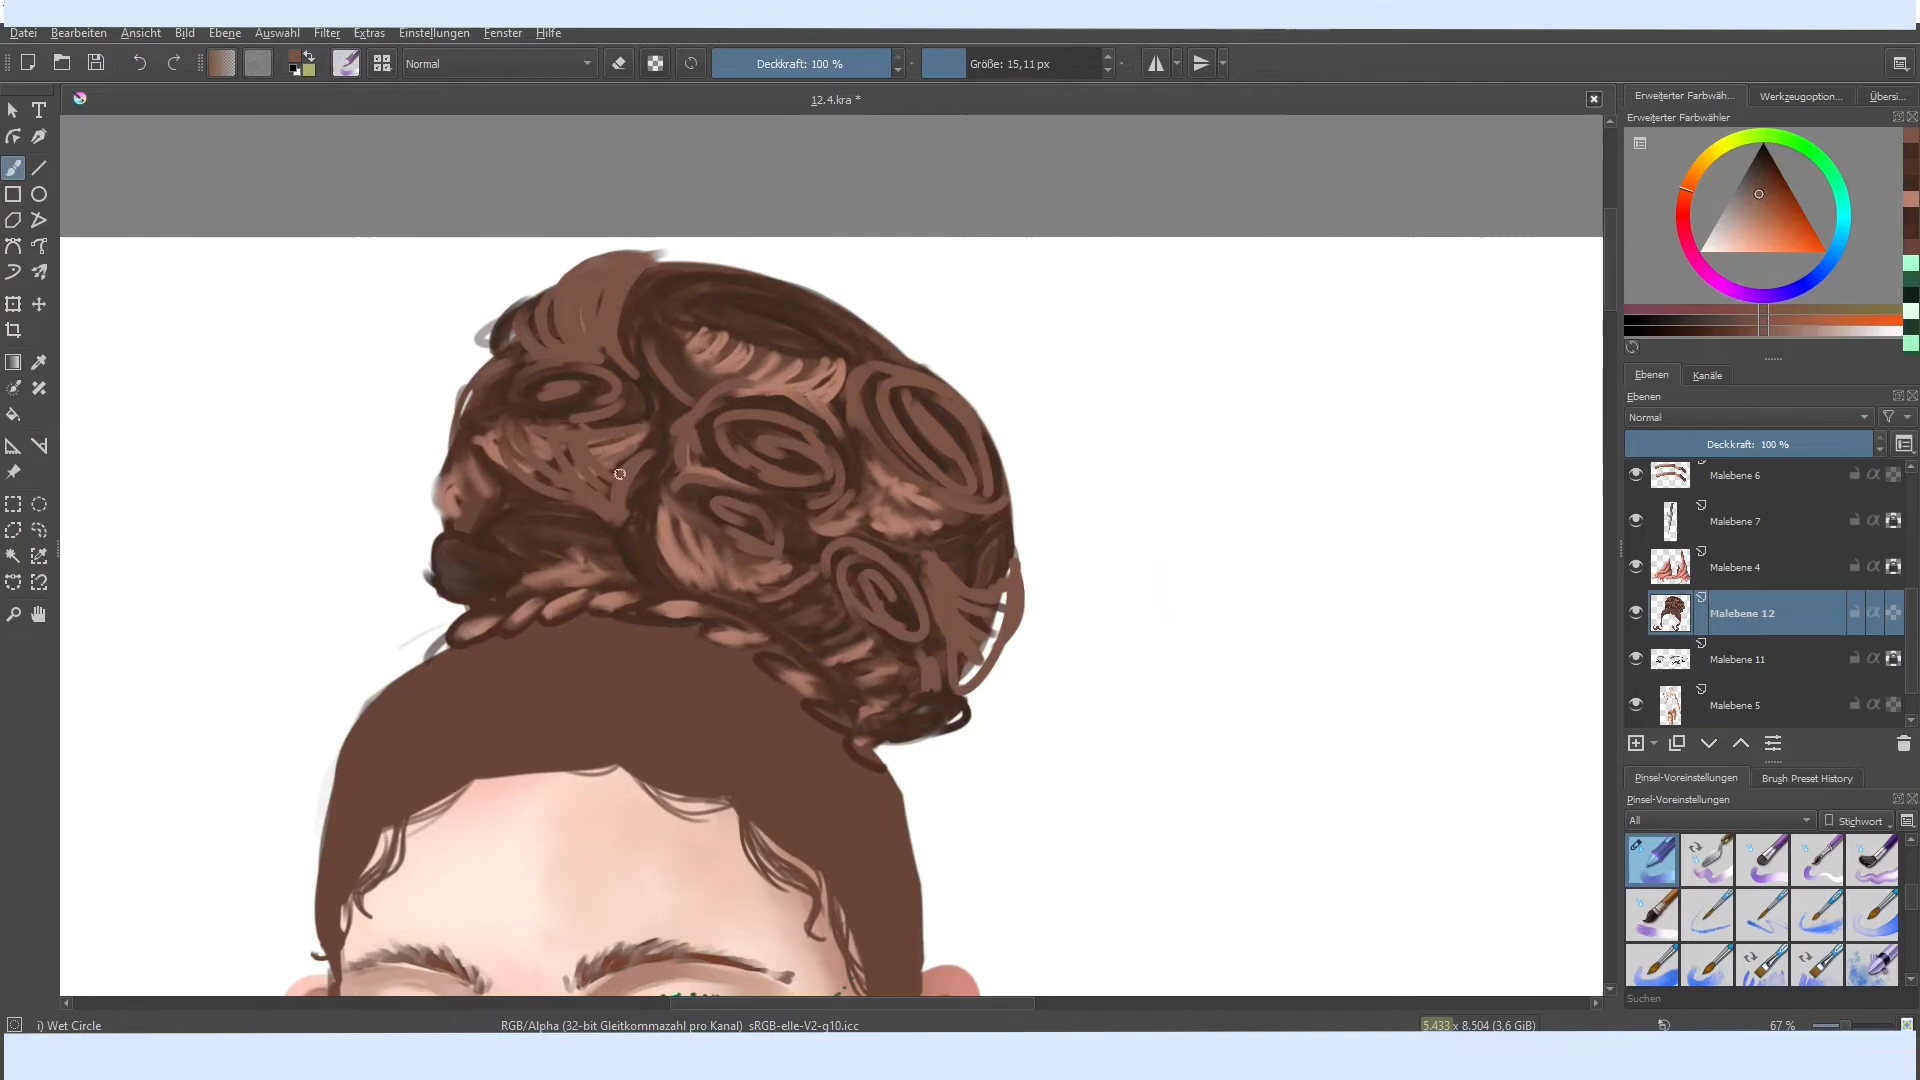 Datei Bearbeiten Ansicht Bild Ebene Auswahl Filter Extras Einstellungen Fenster Hilfe
Normal Deckkraft: 100 % Größe: 15,11 px
12.4.kra *
Erweiterter Farbwäh... Werkzeugoption... Übersi...
Erweiterter Farbwähler
Ebenen Kanäle
Ebenen
Normal
Deckkraft: 100 %
Malebene 6
Malebene 7
Malebene 4
Malebene 12
Malebene 11
Malebene 5
Pinsel-Voreinstellungen Brush Preset History
Pinsel-Voreinstellungen
All Stichwort
Suchen
i) Wet Circle RGB/Alpha (32-bit Gleitkommazahl pro Kanal) sRGB-elle-V2-g10.icc 5.433 x 8.504 (3,6 GiB) 67 %